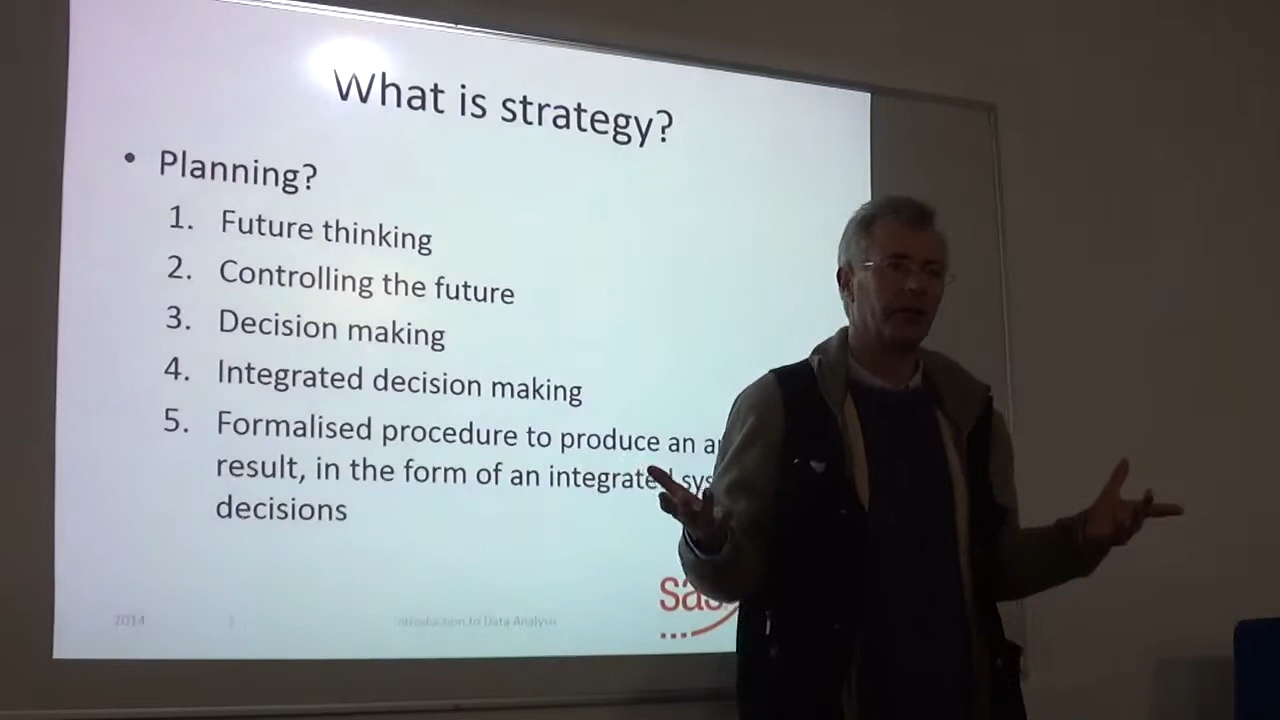 What is strategy?
• Planning?
1. Future thinking
2. Controlling the future
3. Decision making
4. Integrated decision making
5. Formalised procedure to produce an
result, in the form of an integrated
decisions
2014 Introduction to Data Analysis